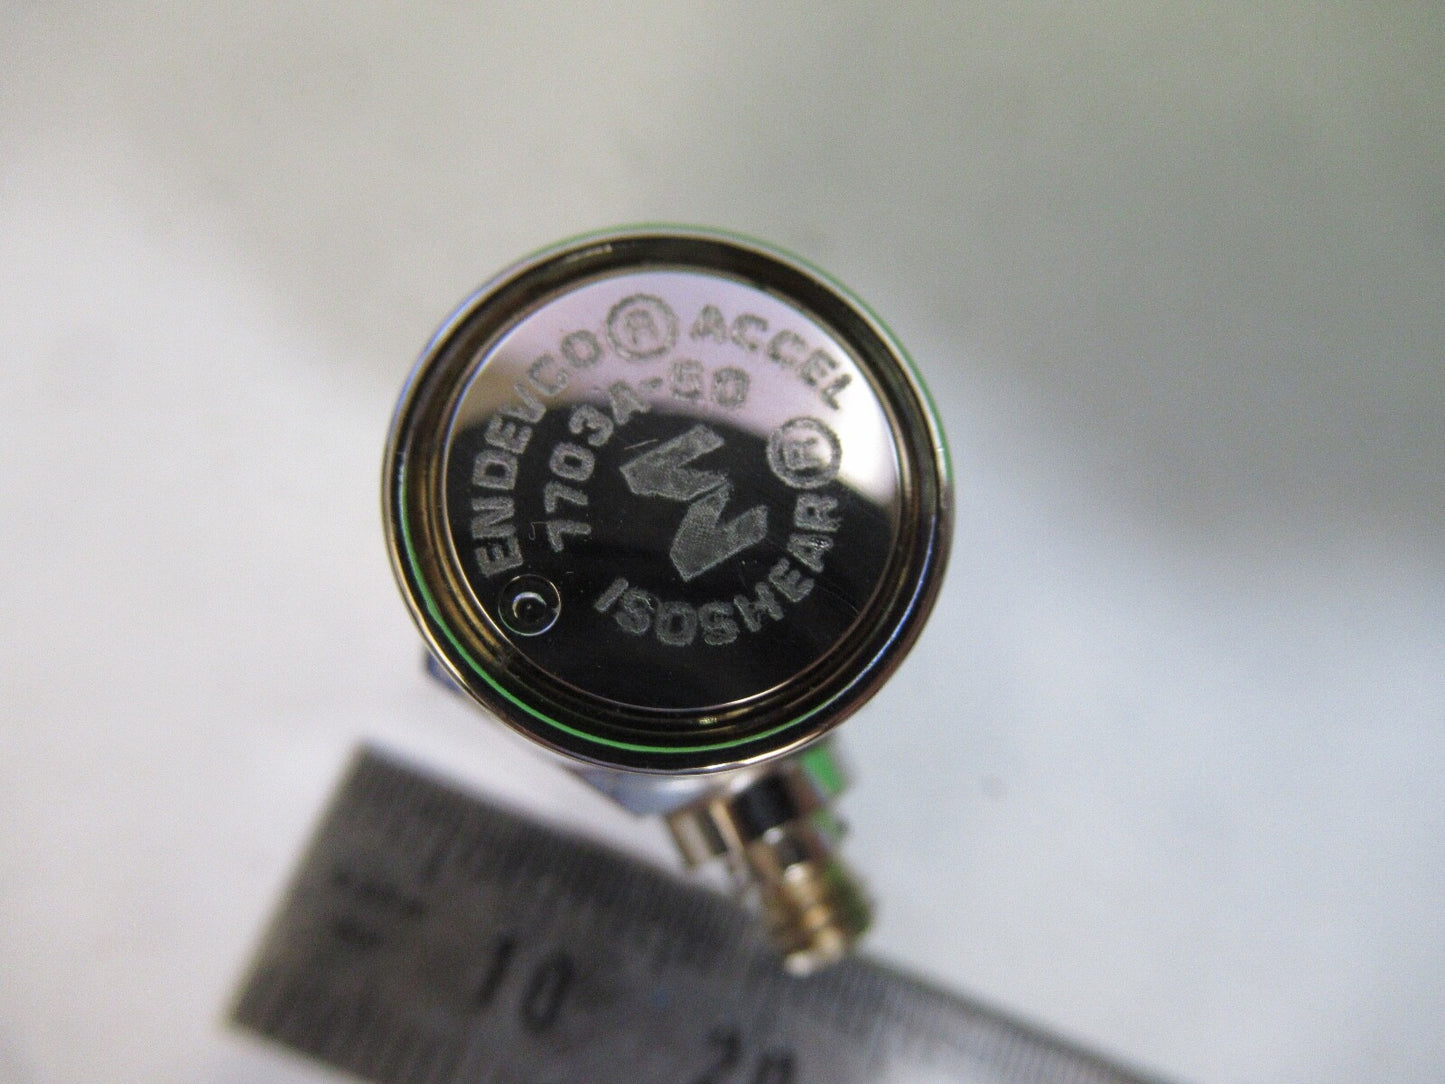 ENDEVCO® ACCEL
7703A-50
ISOSHEAR®
10
20